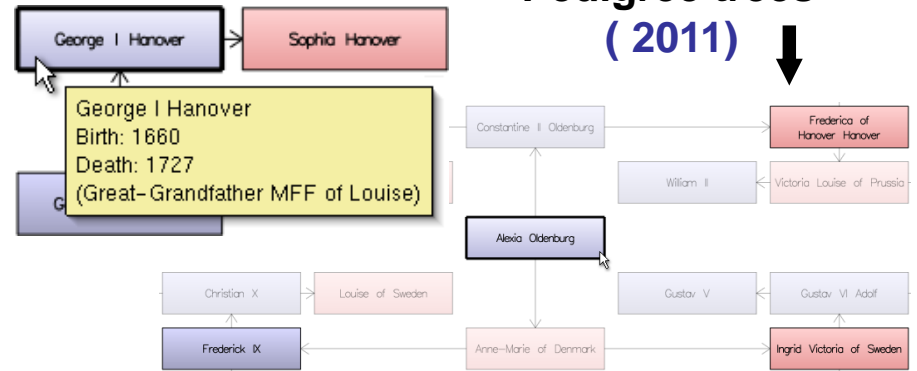 ( 2011)
George I Hanover
Sophia Hanover
George I Hanover
Birth: 1660
Death: 1727
(Great-Grandfather MFF of Louise)
G
Constantine II Oldenburg
Frederica of
Hanover Hanover
William II
Victoria Louise of Prussia
Alexia Oldenburg
Christian X
Louise of Sweden
Gustav V
Gustav VI Adolf
Frederick IX
Anne-Marie of Denmark
Ingrid Victoria of Sweden